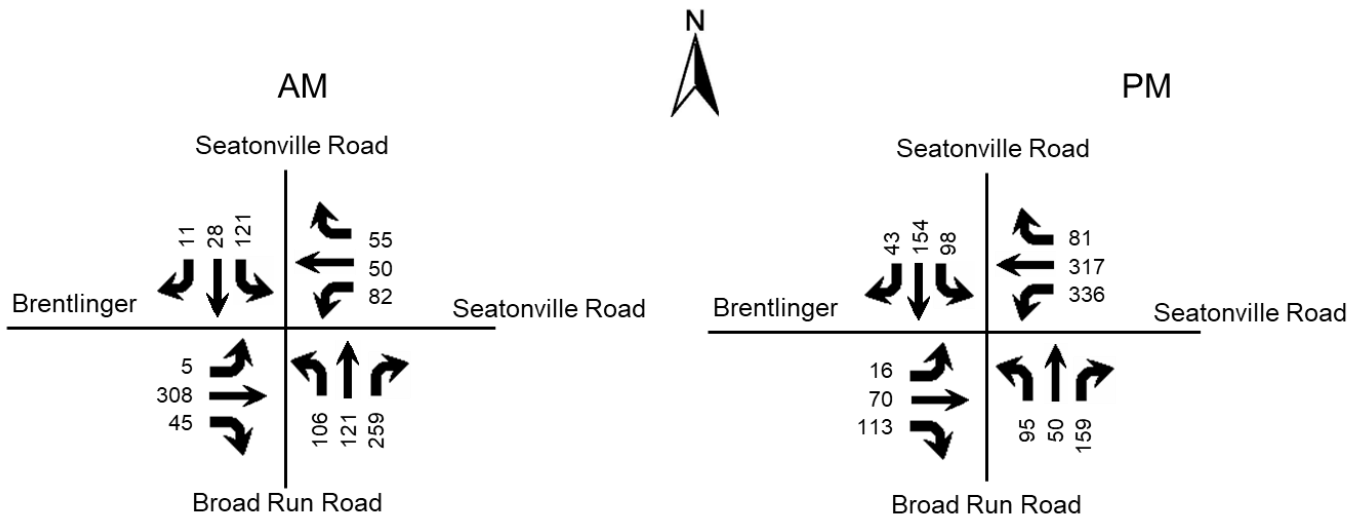 N
AM
Seatonville Road
11 28 121
55
50
82
Brentlinger
Seatonville Road
5
308
45
106 121 259
Broad Run Road
PM
Seatonville Road
43 154 98
81
317
336
Brentlinger
Seatonville Road
16
70
113
95 50 159
Broad Run Road